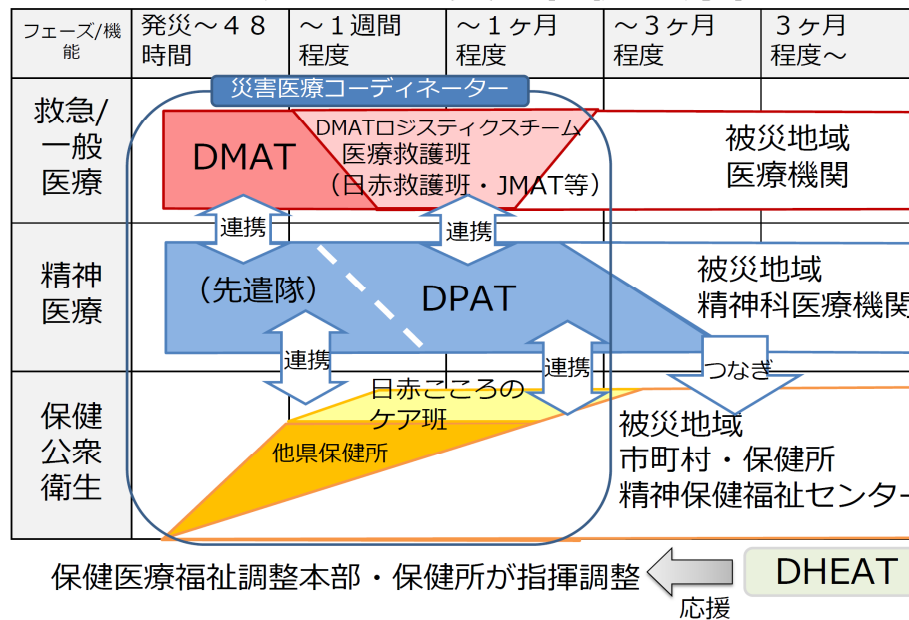 フェーズ/機
能
発災～４８
時間
～１週間
程度
～１ヶ月
程度
～３ヶ月
程度
３ヶ月
程度～
災害医療コーディネーター
救急/
一般
医療
DMAT
DMATロジスティクスチーム
医療救護班
（日赤救護班・JMAT等）
被災地域
医療機関
連携
連携
精神
医療
（先遣隊）
DPAT
被災地域
精神科医療機関
連携
連携
つなぎ
保健
公衆
衛生
日赤こころの
ケア班
他県保健所
被災地域
市町村・保健所
精神保健福祉センター
保健医療福祉調整本部・保健所が指揮調整
応援
DHEAT